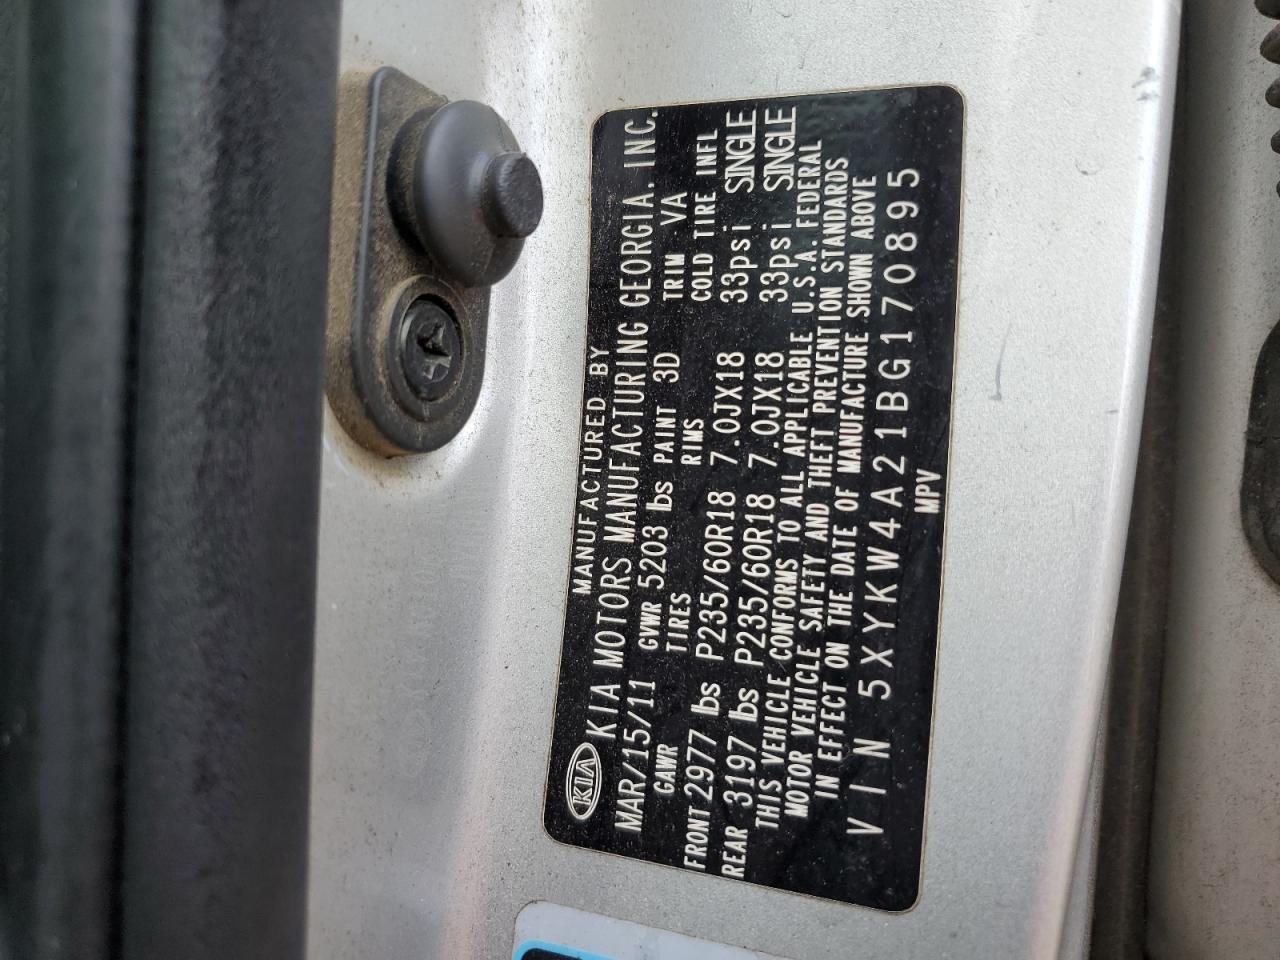 MANUFACTURED BY
KIA KIA MOTORS MANUFACTURING GEORGIA, INC.
MAR/15/11 GVWR 5203 lbs PAINT 3D TRIM VA
GAWR TIRES RIMS COLD TIRE INFL
FRONT 2977 lbs P235/60R18 7.0JX18 33psi SINGLE
REAR 3197 lbs P235/60R18 7.0JX18 33psi SINGLE
THIS VEHICLE CONFORMS TO ALL APPLICABLE U.S.A. FEDERAL
MOTOR VEHICLE SAFETY AND THEFT PREVENTION STANDARDS
IN EFFECT ON THE DATE OF MANUFACTURE SHOWN ABOVE
VIN 5XYKW4A21BG170895
MPV